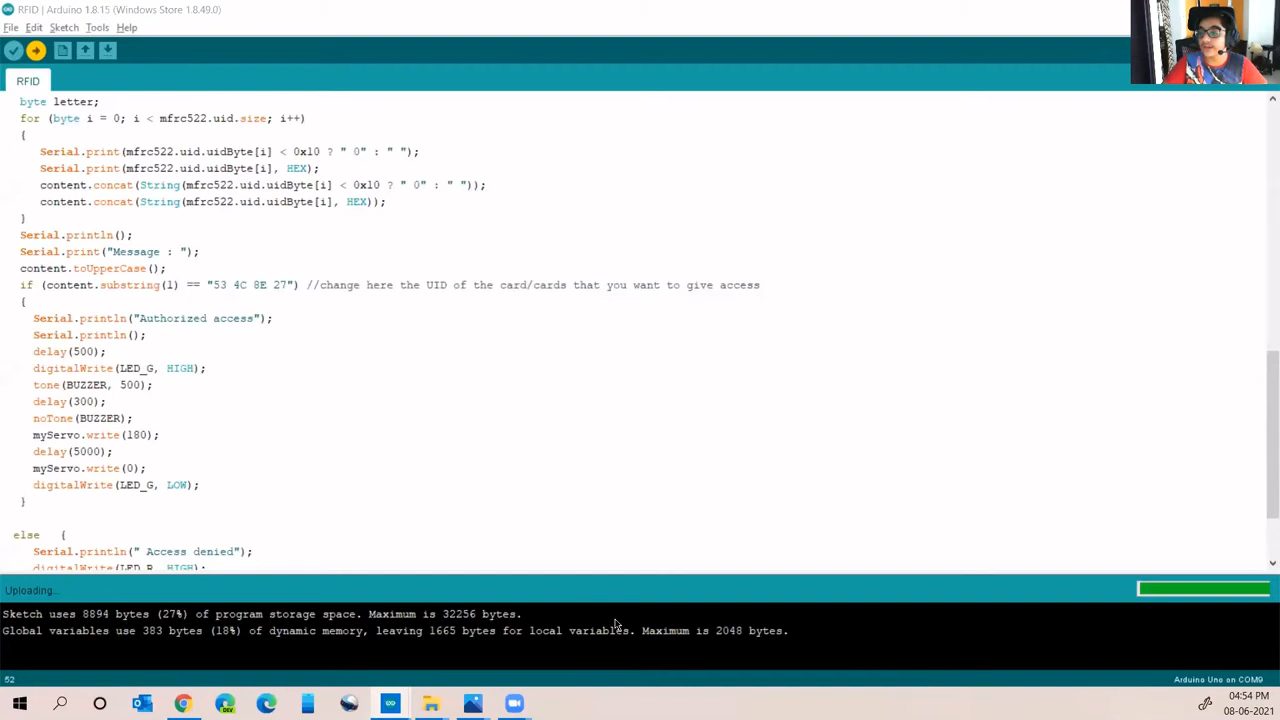 RFID | Arduino 1.8.15 (Windows Store 1.8.49.0)
File Edit Sketch Tools Help
RFID
byte letter;
for (byte i = 0; i < mfrc522.uid.size; i++)
{
Serial.print(mfrc522.uid.uidByte[i] < 0x10 ? " 0" : " ");
Serial.print(mfrc522.uid.uidByte[i], HEX);
content.concat(String(mfrc522.uid.uidByte[i] < 0x10 ? " 0" : " "));
content.concat(String(mfrc522.uid.uidByte[i], HEX));
}
Serial.println();
Serial.print("Message : ");
content.toUpperCase();
if (content.substring(1) == "53 4C 8E 27") //change here the UID of the card/cards that you want to give access
{
Serial.println("Authorized access");
Serial.println();
delay(500);
digitalWrite(LED_G, HIGH);
tone(BUZZER, 500);
delay(300);
noTone(BUZZER);
myServo.write(180);
delay(5000);
myServo.write(0);
digitalWrite(LED_G, LOW);
}
else {
Serial.println(" Access denied");
digitalWrite(LED_R, HIGH);
Uploading...
Sketch uses 8894 bytes (27%) of program storage space. Maximum is 32256 bytes.
Global variables use 383 bytes (18%) of dynamic memory, leaving 1665 bytes for local variables. Maximum is 2048 bytes.
52
Arduino Uno on COM9
04:54 PM
08-06-2021